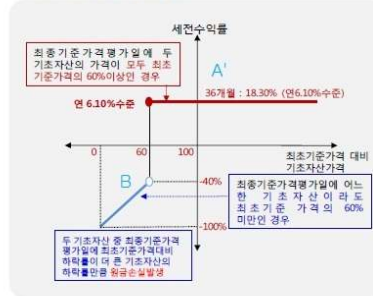 세전수익률
최종기준가격평가일에 두
기초자산의 가격이 모두 최초
기준가격의 60%이상인 경우
A'
36개월 : 18.30% (연6.10%수준)
연 6.10%수준
0
60
100
최초기준가격 대비
기초자산가격
B
-40%
최종기준가격평가일에 어느
한 기초자산이라도
최초기준 가격의 60%
미만인 경우
-100%
두 기초자산 중 최종기준가격
평가일에 최초기준가격대비
하락률이 더 큰 기초자산의
하락률만큼 원금손실발생